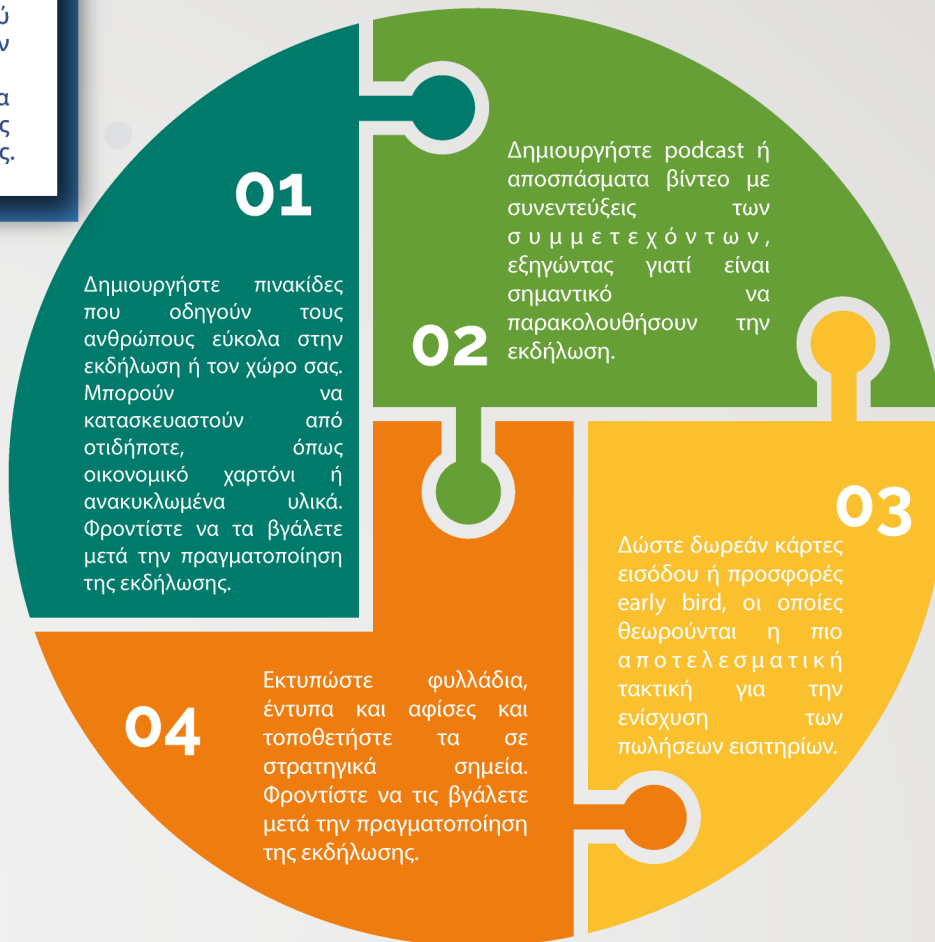 ύ
ν
α
ς
ς.
01
Δημιουργήστε πινακίδες
που οδηγούν τους
ανθρώπους εύκολα στην
εκδήλωση ή τον χώρο σας.
Μπορούν να
κατασκευαστούν από
οτιδήποτε, όπως
οικονομικό χαρτόνι ή
ανακυκλωμένα υλικά.
Φροντίστε να τα βγάλετε
μετά την πραγματοποίηση
της εκδήλωσης.
02
Δημιουργήστε podcast ή
αποσπάσματα βίντεο με
συνεντεύξεις των
συμμετεχόντων,
εξηγώντας γιατί είναι
σημαντικό να
παρακολουθήσουν την
εκδήλωση.
03
Δώστε δωρεάν κάρτες
εισόδου ή προσφορές
early bird, οι οποίες
θεωρούνται η πιο
αποτελεσματική
τακτική για την
ενίσχυση των
πωλήσεων εισιτηρίων.
04
Εκτυπώστε φυλλάδια,
έντυπα και αφίσες και
τοποθετήστε τα σε
στρατηγικά σημεία.
Φροντίστε να τις βγάλετε
μετά την πραγματοποίηση
της εκδήλωσης.